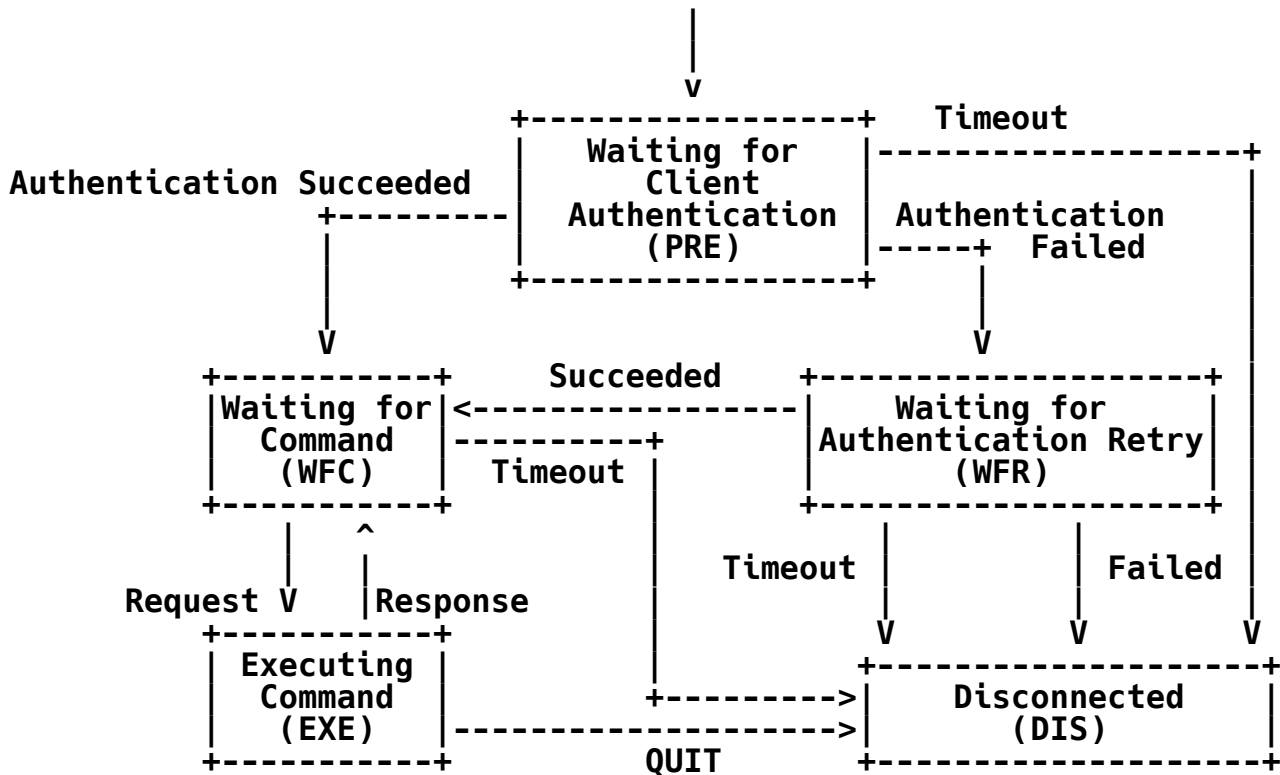 Timeout
Waiting for
Authentication Succeeded
Client
Authentication
Authentication
(PRE)
Failed
Succeeded
Waiting for
Waiting for
Command
Authentication Retry
(WFC)
Timeout
(WFR)
Timeout
Failed
Request
Response
Executing
Command
Disconnected
(EXE)
(DIS)
QUIT